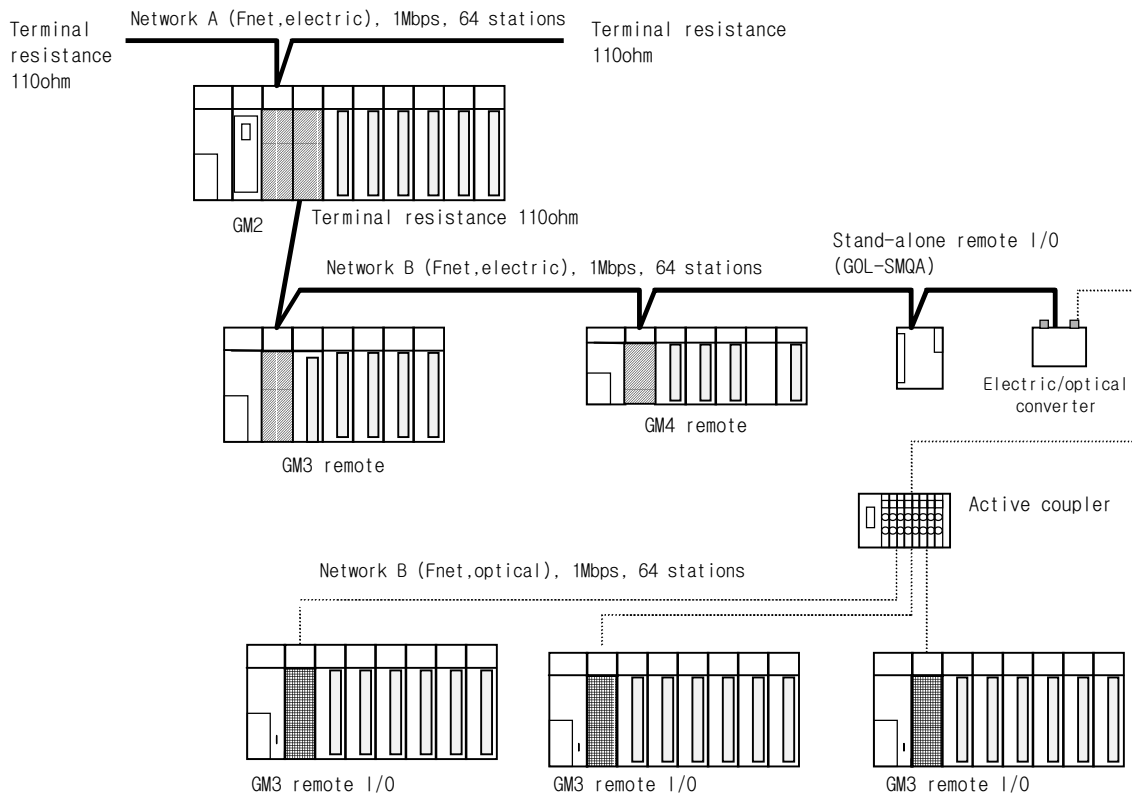 Network A (Fnet,electric), 1Mbps, 64 stations
Terminal
resistance
110ohm
Terminal resistance
110ohm
GM2
Terminal resistance 110ohm
Stand-alone remote I/O
(GOL-SMQA)
Network B (Fnet,electric), 1Mbps, 64 stations
Electric/optical
converter
GM4 remote
GM3 remote
Active coupler
Network B (Fnet,optical), 1Mbps, 64 stations
GM3 remote I/O
GM3 remote I/O
GM3 remote I/O